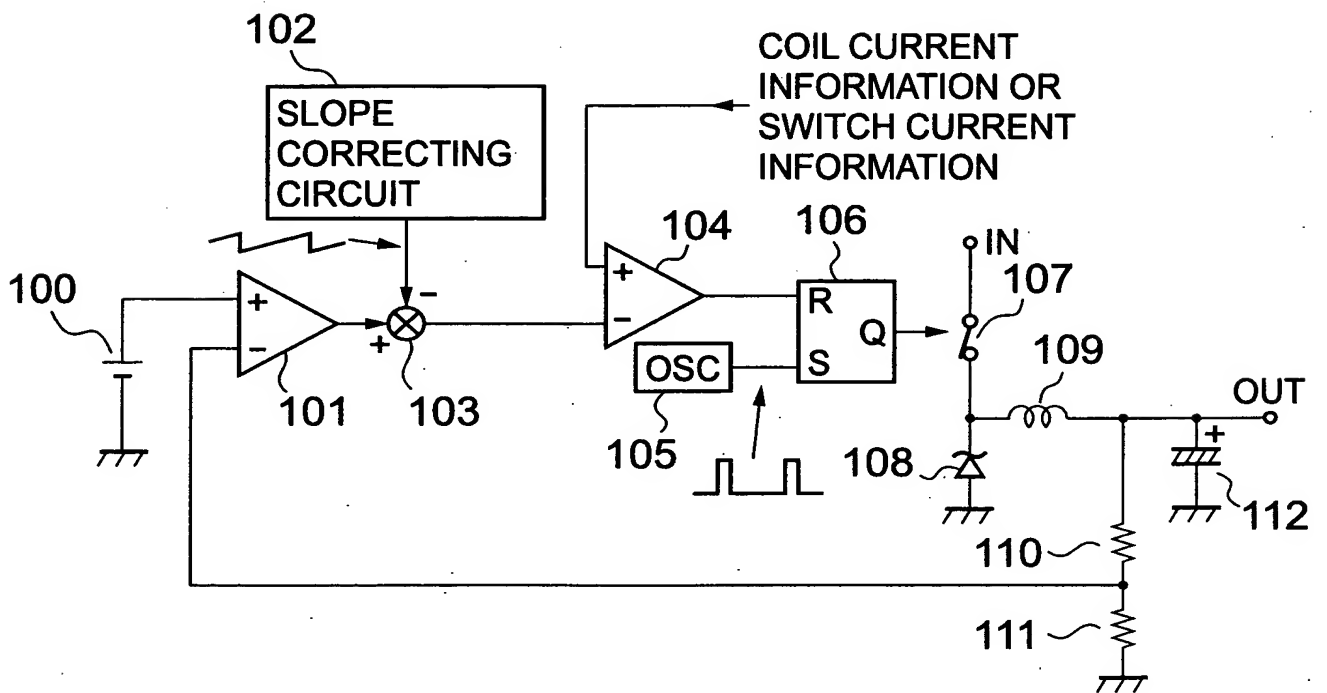 102
SLOPE
CORRECTING
CIRCUIT
COIL CURRENT
INFORMATION OR
SWITCH CURRENT
INFORMATION
100
+
−
101
−
+
103
104
+
−
OSC
105
106
R
S
Q
IN
107
109
OUT
108
+
112
110
111